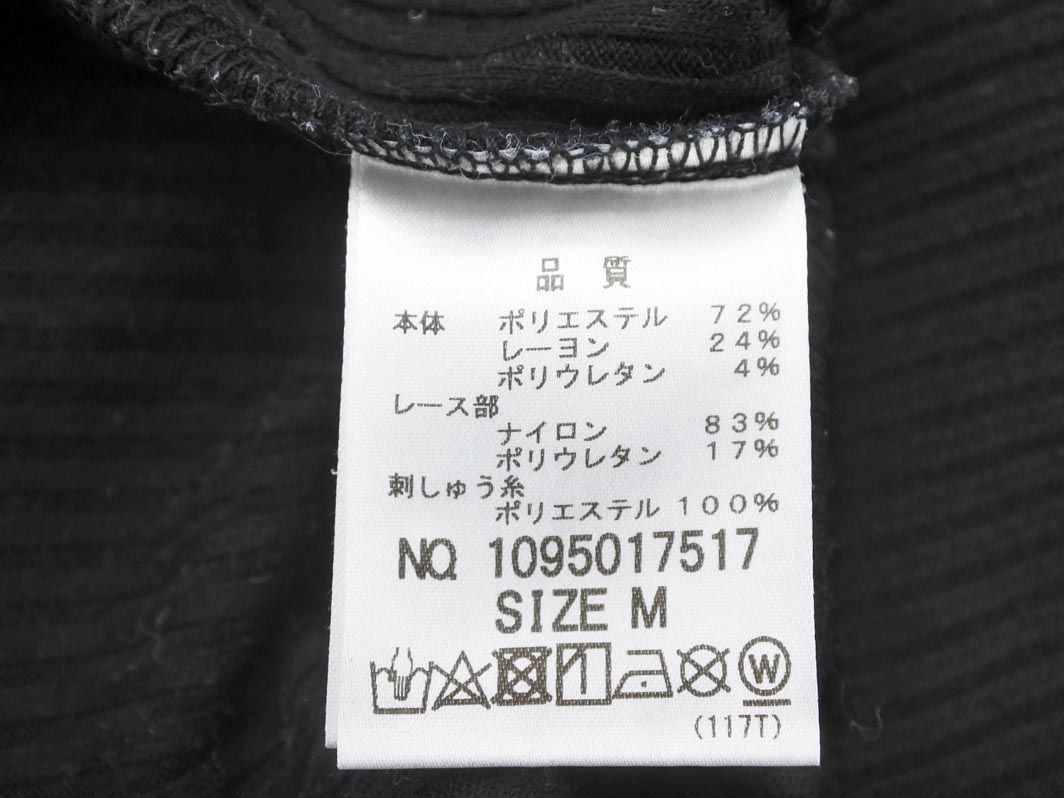 品質
本体 ポリエステル 72%
レーヨン 24%
ポリウレタン 4%
レース部
ナイロン 83%
ポリウレタン 17%
刺しゅう糸
ポリエステル 100%
NO. 1095017517
SIZE M
W
(117T)